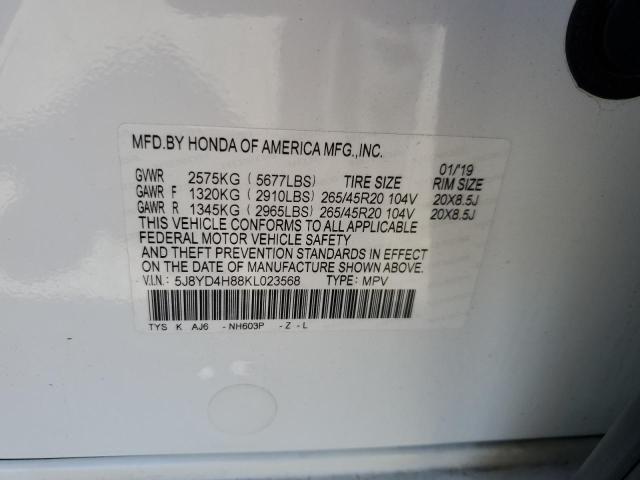 MFD.BY HONDA OF AMERICA MFG.,INC.
01/'19
GVWR 2575KG ( 5677LBS) TIRE SIZE RIM SIZE
GAWR F 1320KG ( 2910LBS) 265/45R20 104V 20X8.5J
GAWR R 1345KG ( 2965LBS) 265/45R20 104V 20X8.5J
THIS VEHICLE CONFORMS TO ALL APPLICABLE
FEDERAL MOTOR VEHICLE SAFETY
AND THEFT PREVENTION STANDARDS IN EFFECT
ON THE DATE OF MANUFACTURE SHOWN ABOVE.
V.I.N.: 5J8YD4H88KL023568 TYPE: MPV
TYS K AJ6 - NH603P - Z - L